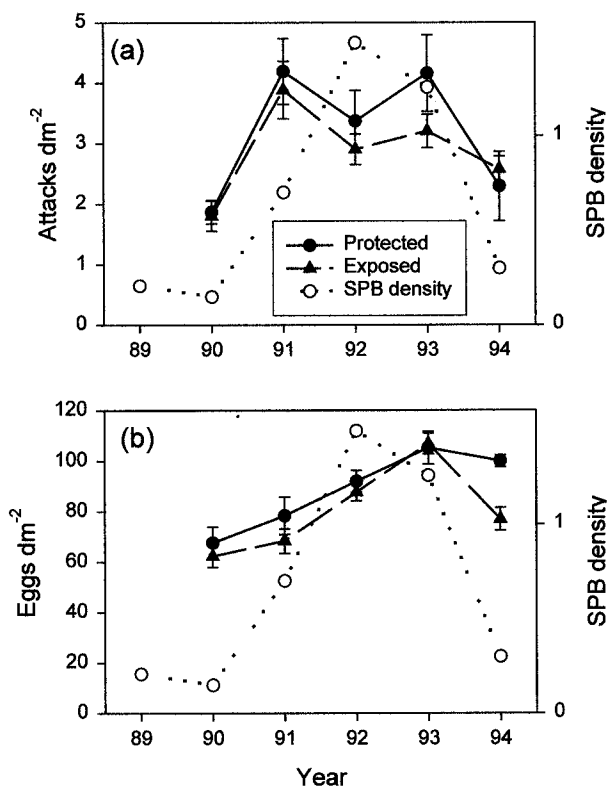 (a)
5
4
3
2
1
0
Attacks dm-2
1
0
SPB density
Protected
Exposed
SPB density
89 90 91 92 93 94
(b)
120
100
80
60
40
20
0
Eggs dm-2
1
0
SPB density
89 90 91 92 93 94
Year